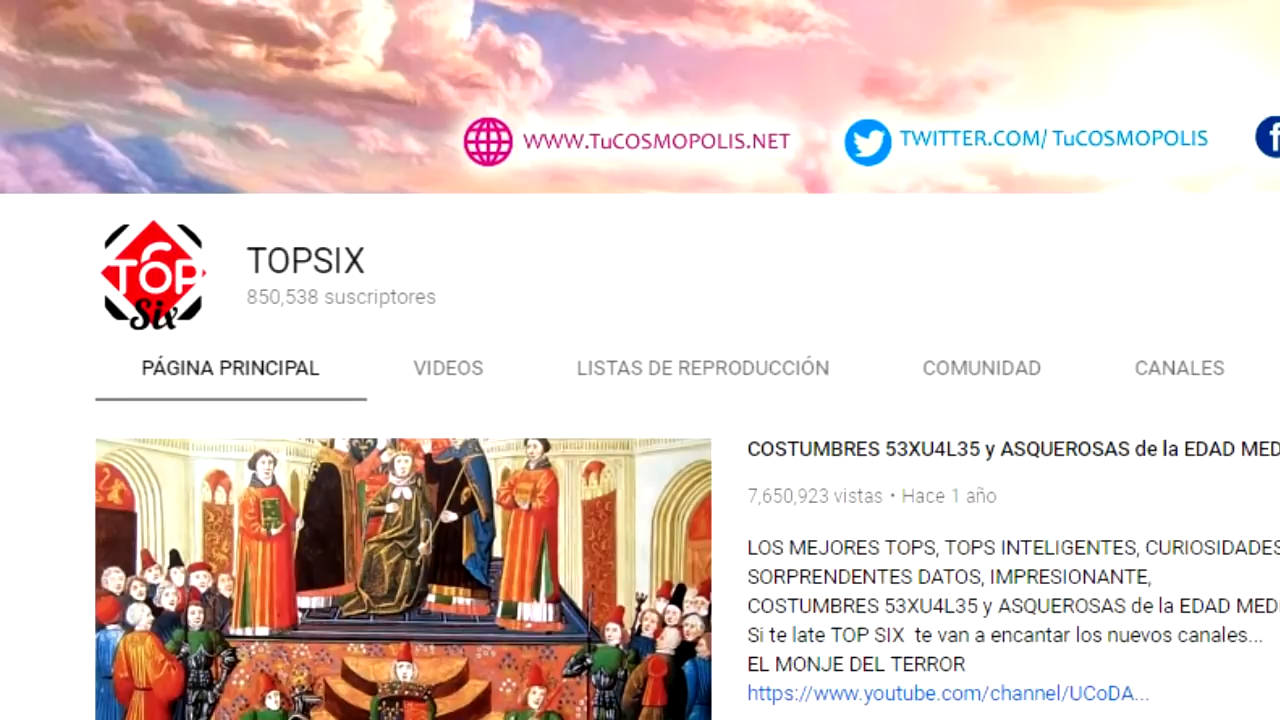 WWW.TuCOSMOPOLIS.NET
TWITTER.COM/ TuCOSMOPOLIS
f
TOP
Six
TOPSIX
850,538 suscriptores
PÁGINA PRINCIPAL
VIDEOS
LISTAS DE REPRODUCCIÓN
COMUNIDAD
CANALES
COSTUMBRES 53XU4L35 y ASQUEROSAS de la EDAD MED
7,650,923 vistas • Hace 1 año
LOS MEJORES TOPS, TOPS INTELIGENTES, CURIOSIDADES
SORPRENDENTES DATOS, IMPRESIONANTE,
COSTUMBRES 53XU4L35 y ASQUEROSAS de la EDAD MED
Si te late TOP SIX te van a encantar los nuevos canales...
EL MONJE DEL TERROR
https://www.youtube.com/channel/UCoDA...